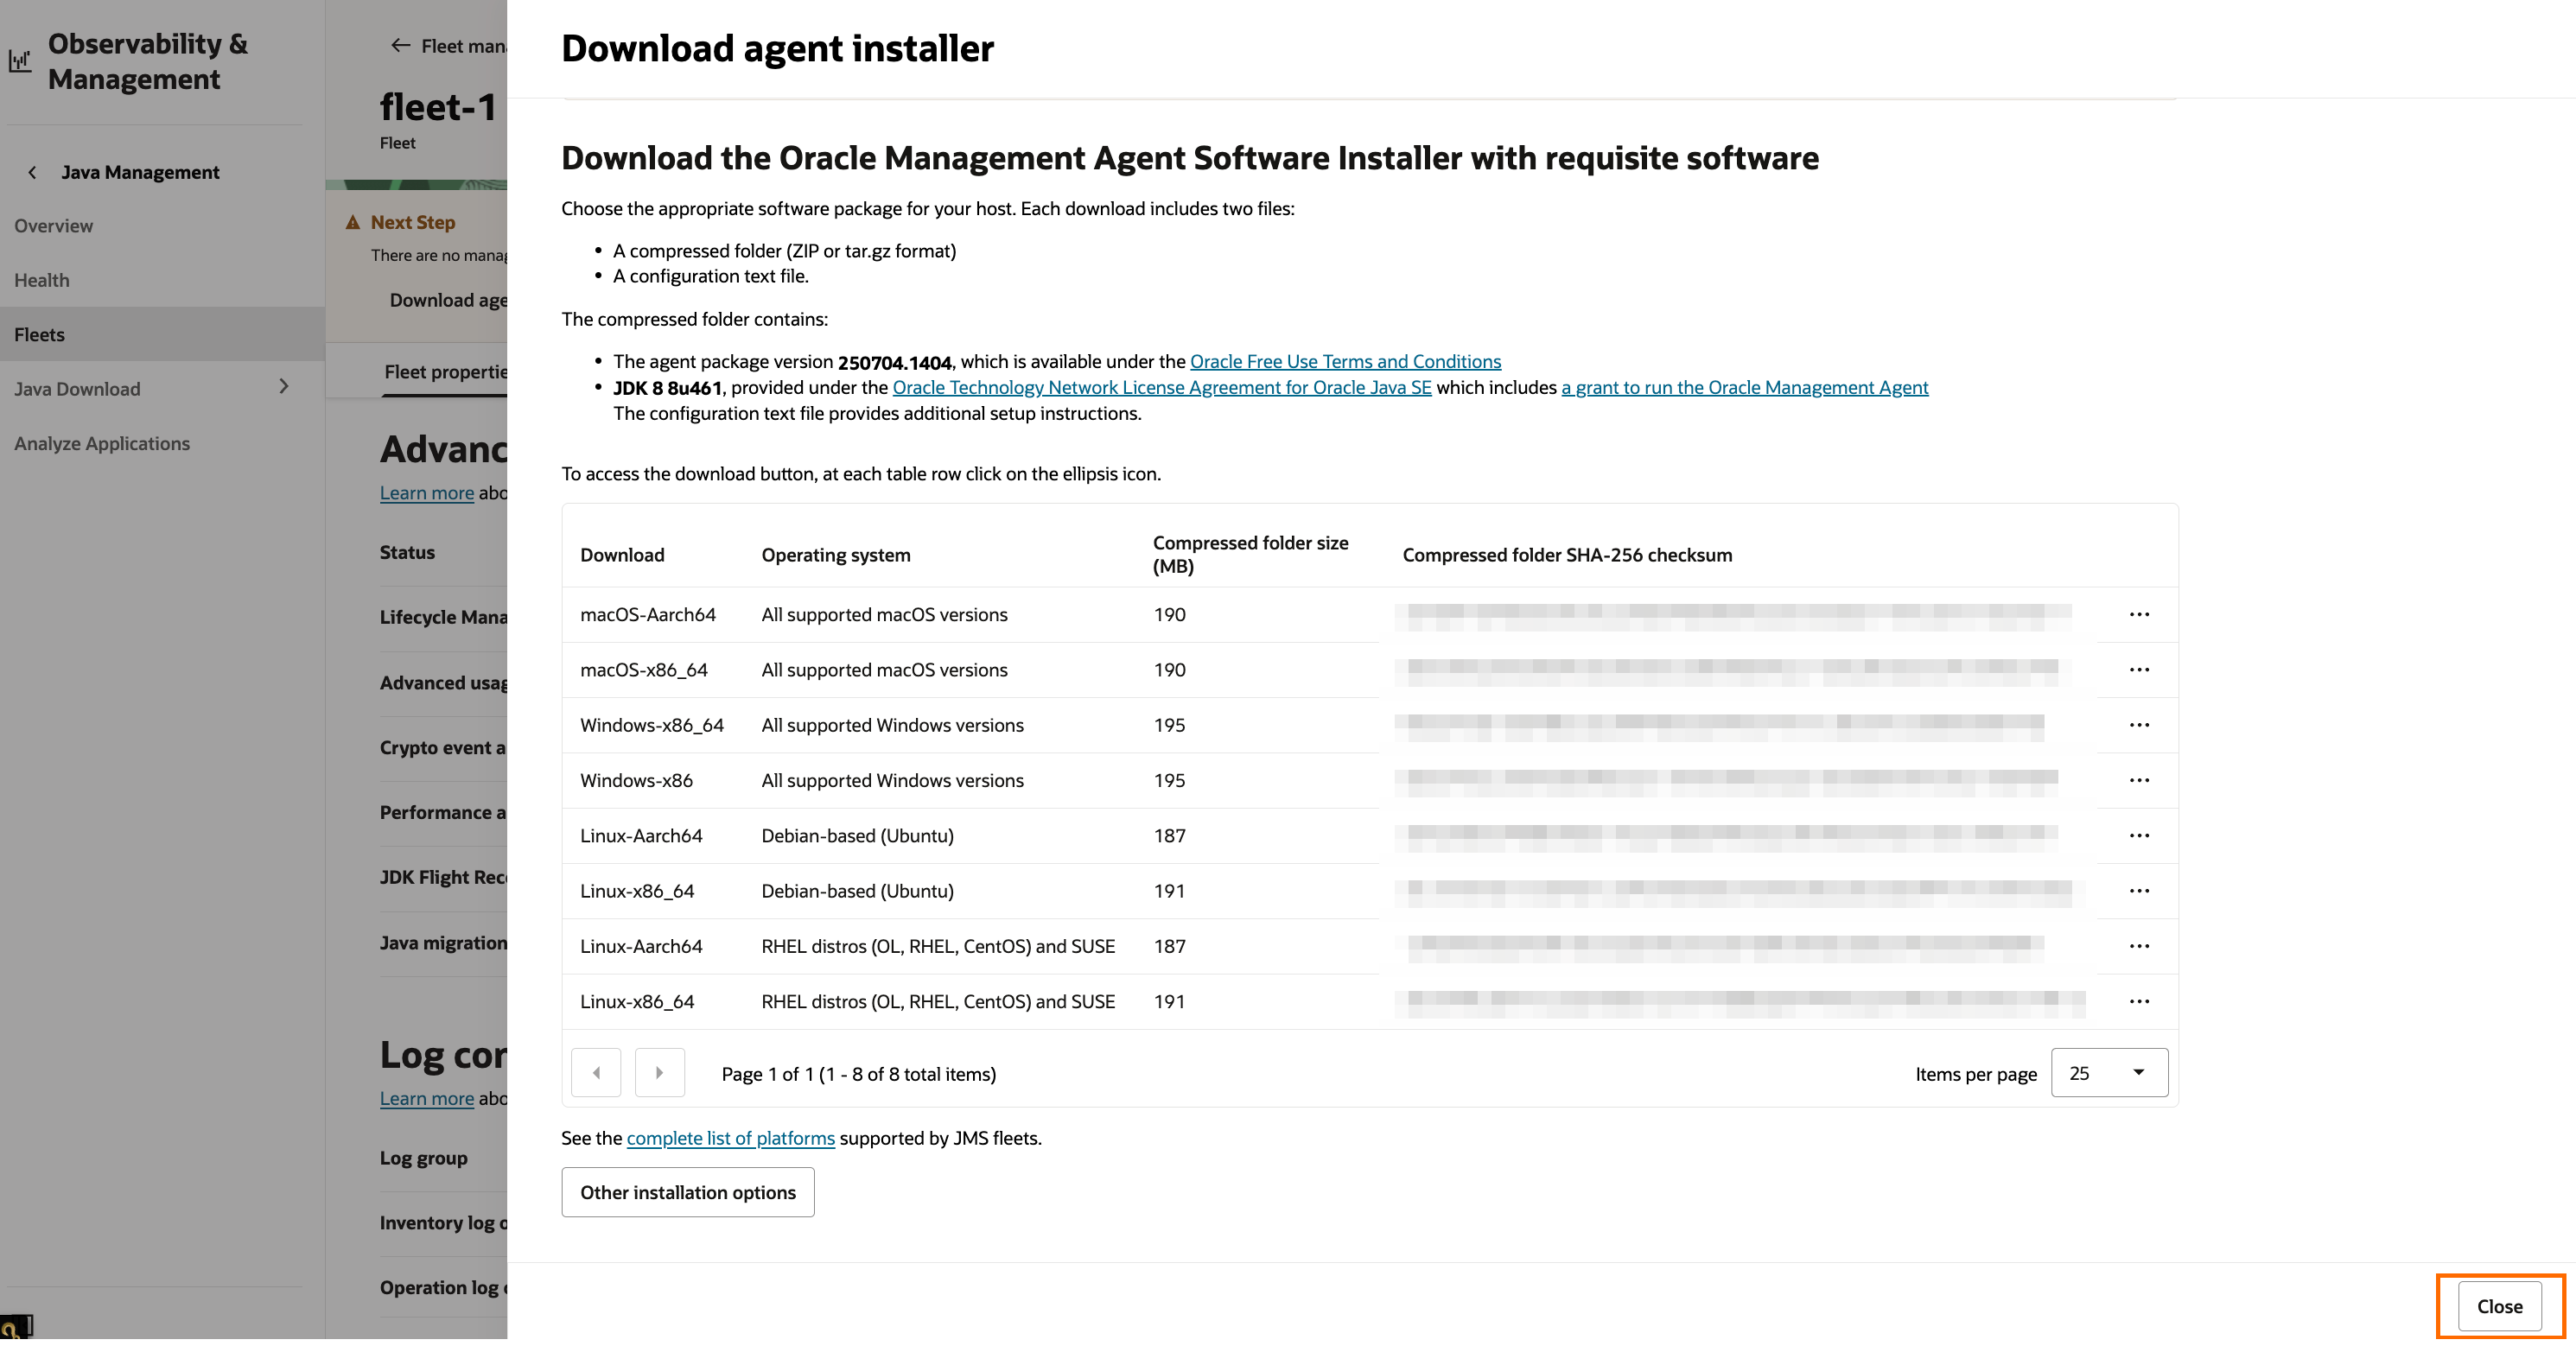 Observability &
Management
Java Management
Overview
Health
Fleets
Java Download
Analyze Applications
Fleet mana
fleet-1
Fleet
Next Step
There are no manag
Download age
Fleet propertie
Advanc
Learn more abo
Status
Lifecycle Mana
Advanced usag
Crypto event a
Performance a
JDK Flight Rec
Java migration
Log con
Learn more abo
Log group
Inventory log o
Operation log
Download agent installer
Download the Oracle Management Agent Software Installer with requisite software
Choose the appropriate software package for your host. Each download includes two files:
• A compressed folder (ZIP or tar.gz format)
• A configuration text file.
The compressed folder contains:
• The agent package version 250704.1404, which is available under the Oracle Free Use Terms and Conditions
• JDK 8 8u461, provided under the Oracle Technology Network License Agreement for Oracle Java SE which includes a grant to run the Oracle Management Agent
The configuration text file provides additional setup instructions.
To access the download button, at each table row click on the ellipsis icon.
Download Operating system Compressed folder size (MB) Compressed folder SHA-256 checksum
macOS-Aarch64 All supported macOS versions 190
macOS-x86_64 All supported macOS versions 190
Windows-x86_64 All supported Windows versions 195
Windows-x86 All supported Windows versions 195
Linux-Aarch64 Debian-based (Ubuntu) 187
Linux-x86_64 Debian-based (Ubuntu) 191
Linux-Aarch64 RHEL distros (OL, RHEL, CentOS) and SUSE 187
Linux-x86_64 RHEL distros (OL, RHEL, CentOS) and SUSE 191
Page 1 of 1 (1 - 8 of 8 total items)
Items per page 25
See the complete list of platforms supported by JMS fleets.
Other installation options
Close